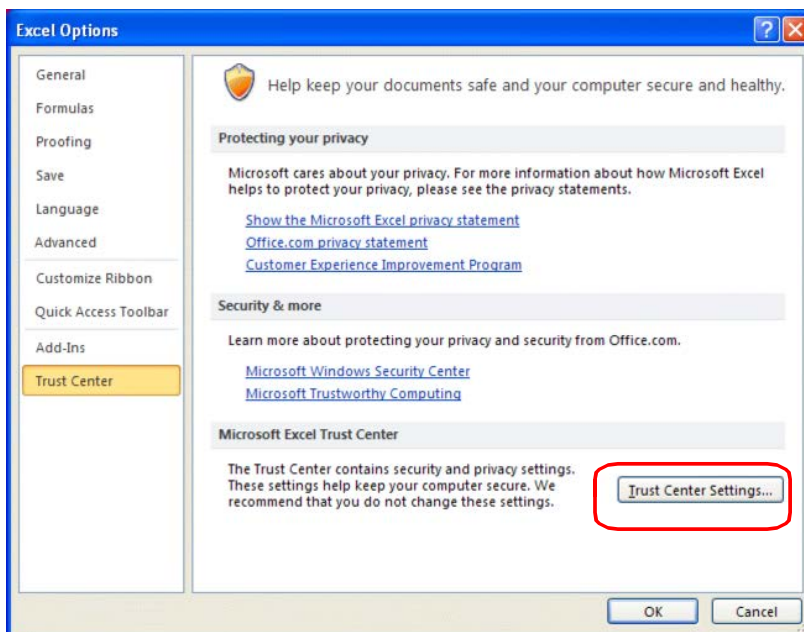 Excel Options
General
Formulas
Proofing
Save
Language
Advanced
Customize Ribbon
Quick Access Toolbar
Add-Ins
Trust Center
Help keep your documents safe and your computer secure and healthy.
Protecting your privacy
Microsoft cares about your privacy. For more information about how Microsoft Excel
helps to protect your privacy, please see the privacy statements.
Show the Microsoft Excel privacy statement
Office.com privacy statement
Customer Experience Improvement Program
Security & more
Learn more about protecting your privacy and security from Office.com.
Microsoft Windows Security Center
Microsoft Trustworthy Computing
Microsoft Excel Trust Center
The Trust Center contains security and privacy settings.
These settings help keep your computer secure. We
recommend that you do not change these settings.
Trust Center Settings...
OK
Cancel